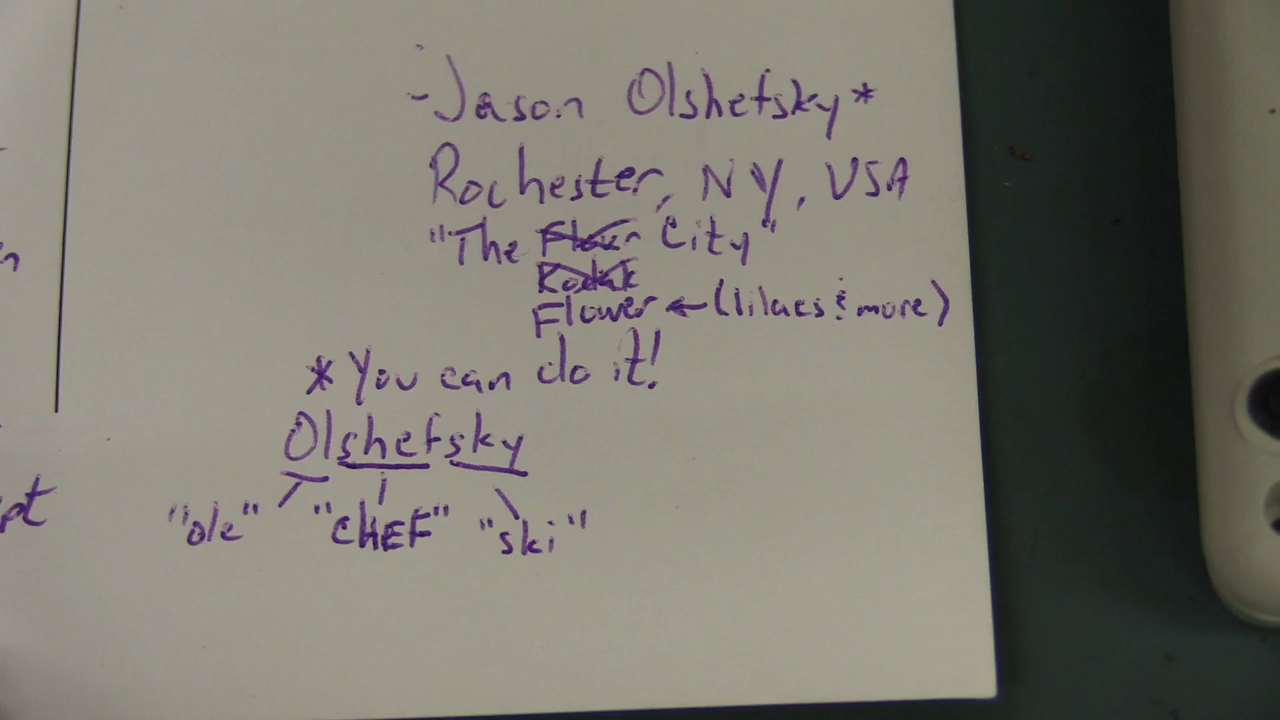 -Jason Olshefsky*
Rochester, NY, USA
"The Flour City"
Kodak
Flower ← (lilacs & more)
*You can do it!
Olshefsky
"ole" "CHEF" "ski"
n
pt